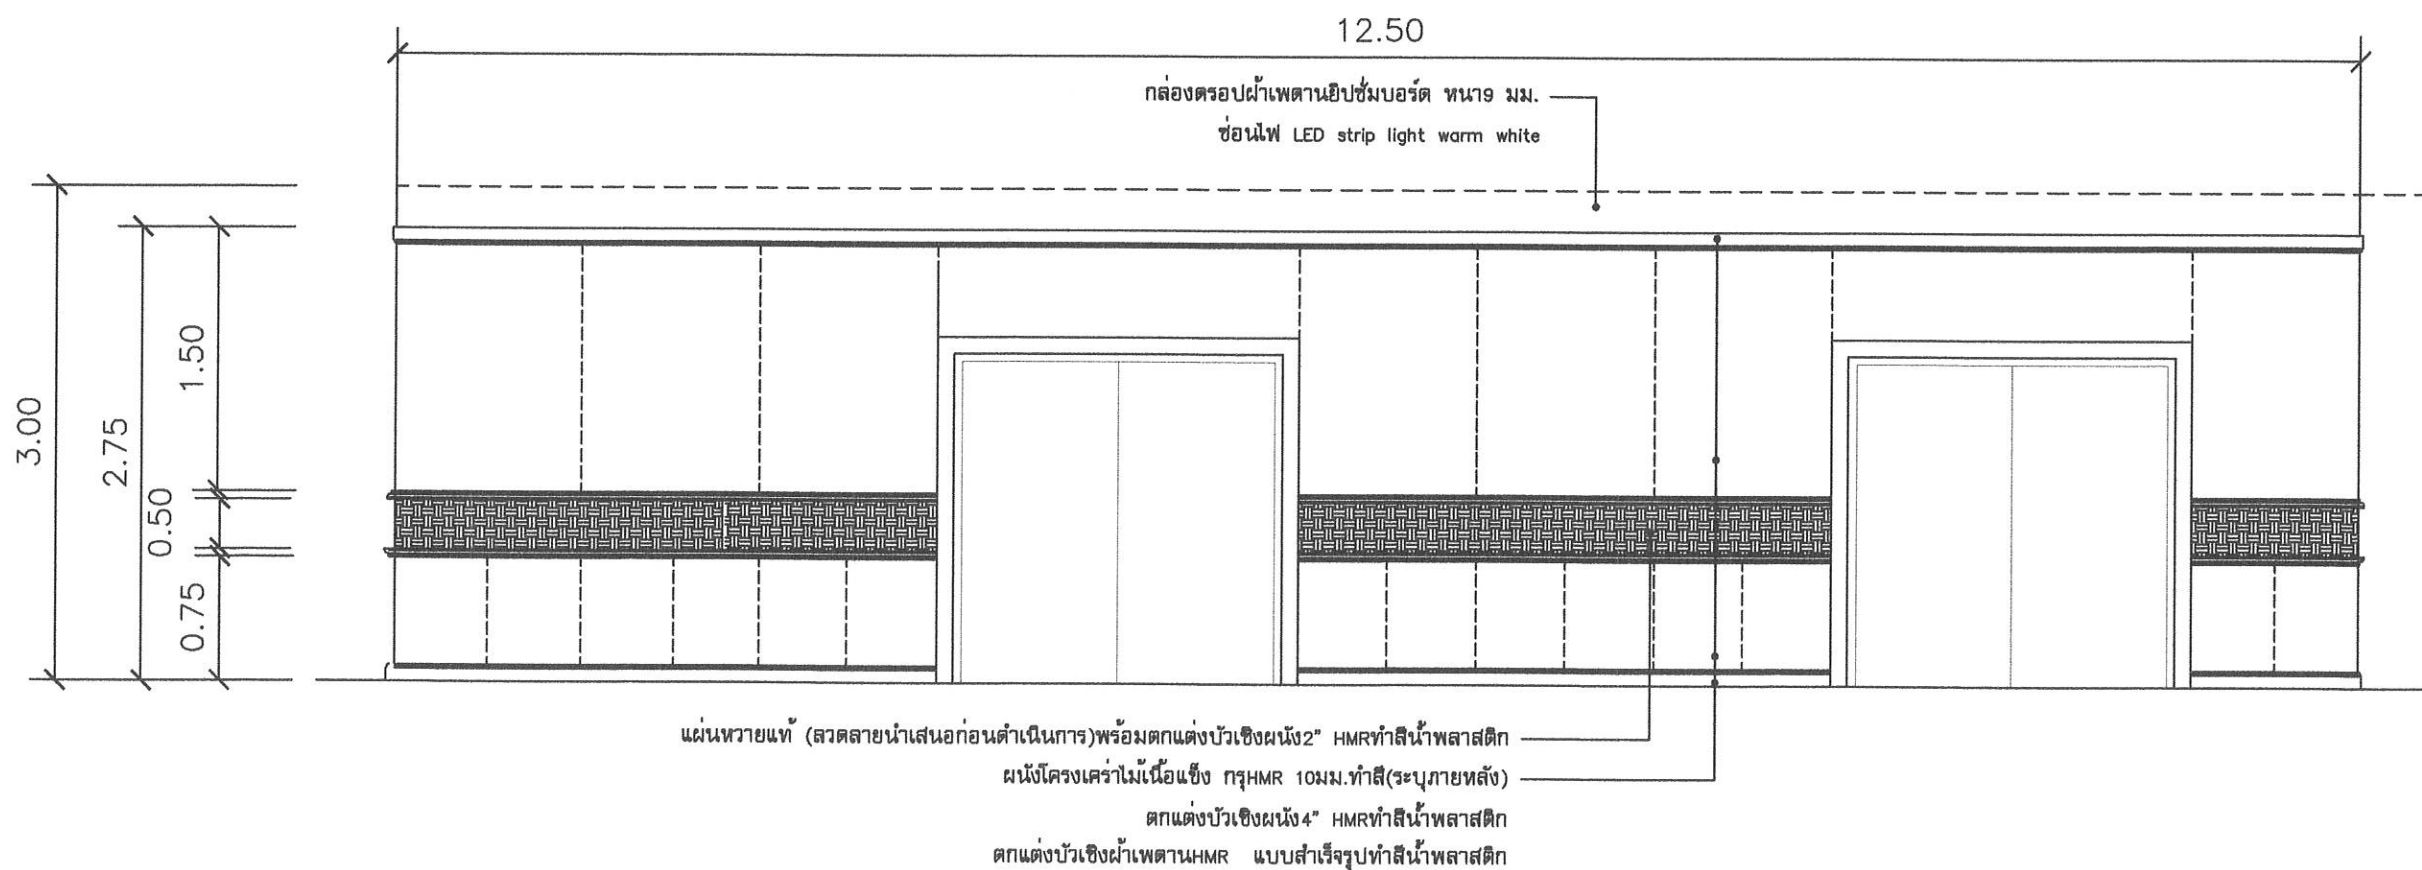 12.50
กล่องดรอปฝ้าเพดานยิปซั่มบอร์ด หนา9 มม.
ซ่อนไฟ LED strip light warm white
3.00
2.75
1.50
0.50
0.75
แผ่นหวายแท้ (ลวดลายนำเสนอก่อนดำเนินการ)พร้อมตกแต่งบัวเชิงผนัง2" HMRทำสีน้ำพลาสติก
ผนังโครงเคร่าไม้เนื้อแข็ง กรุHMR 10มม.ทำสี(ระบุภายหลัง)
ตกแต่งบัวเชิงผนัง4" HMRทำสีน้ำพลาสติก
ตกแต่งบัวเชิงฝ้าเพดานHMR แบบสำเร็จรูปทำสีน้ำพลาสติก